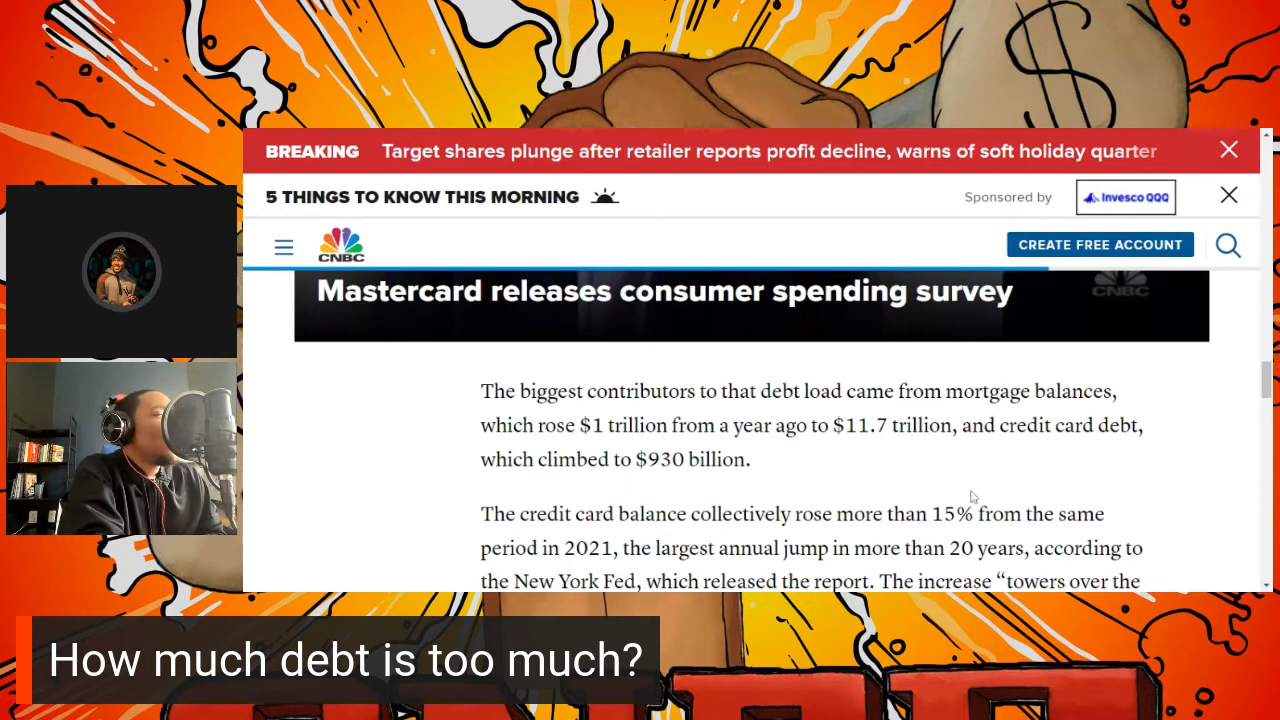 BREAKING Target shares plunge after retailer reports profit decline, warns of soft holiday quarter
5 THINGS TO KNOW THIS MORNING Sponsored by Invesco QQQ
CNBC CREATE FREE ACCOUNT
Mastercard releases consumer spending survey CNBC
The biggest contributors to that debt load came from mortgage balances,
which rose $1 trillion from a year ago to $11.7 trillion, and credit card debt,
which climbed to $930 billion.
The credit card balance collectively rose more than 15% from the same
period in 2021, the largest annual jump in more than 20 years, according to
the New York Fed, which released the report. The increase “towers over the
How much debt is too much?